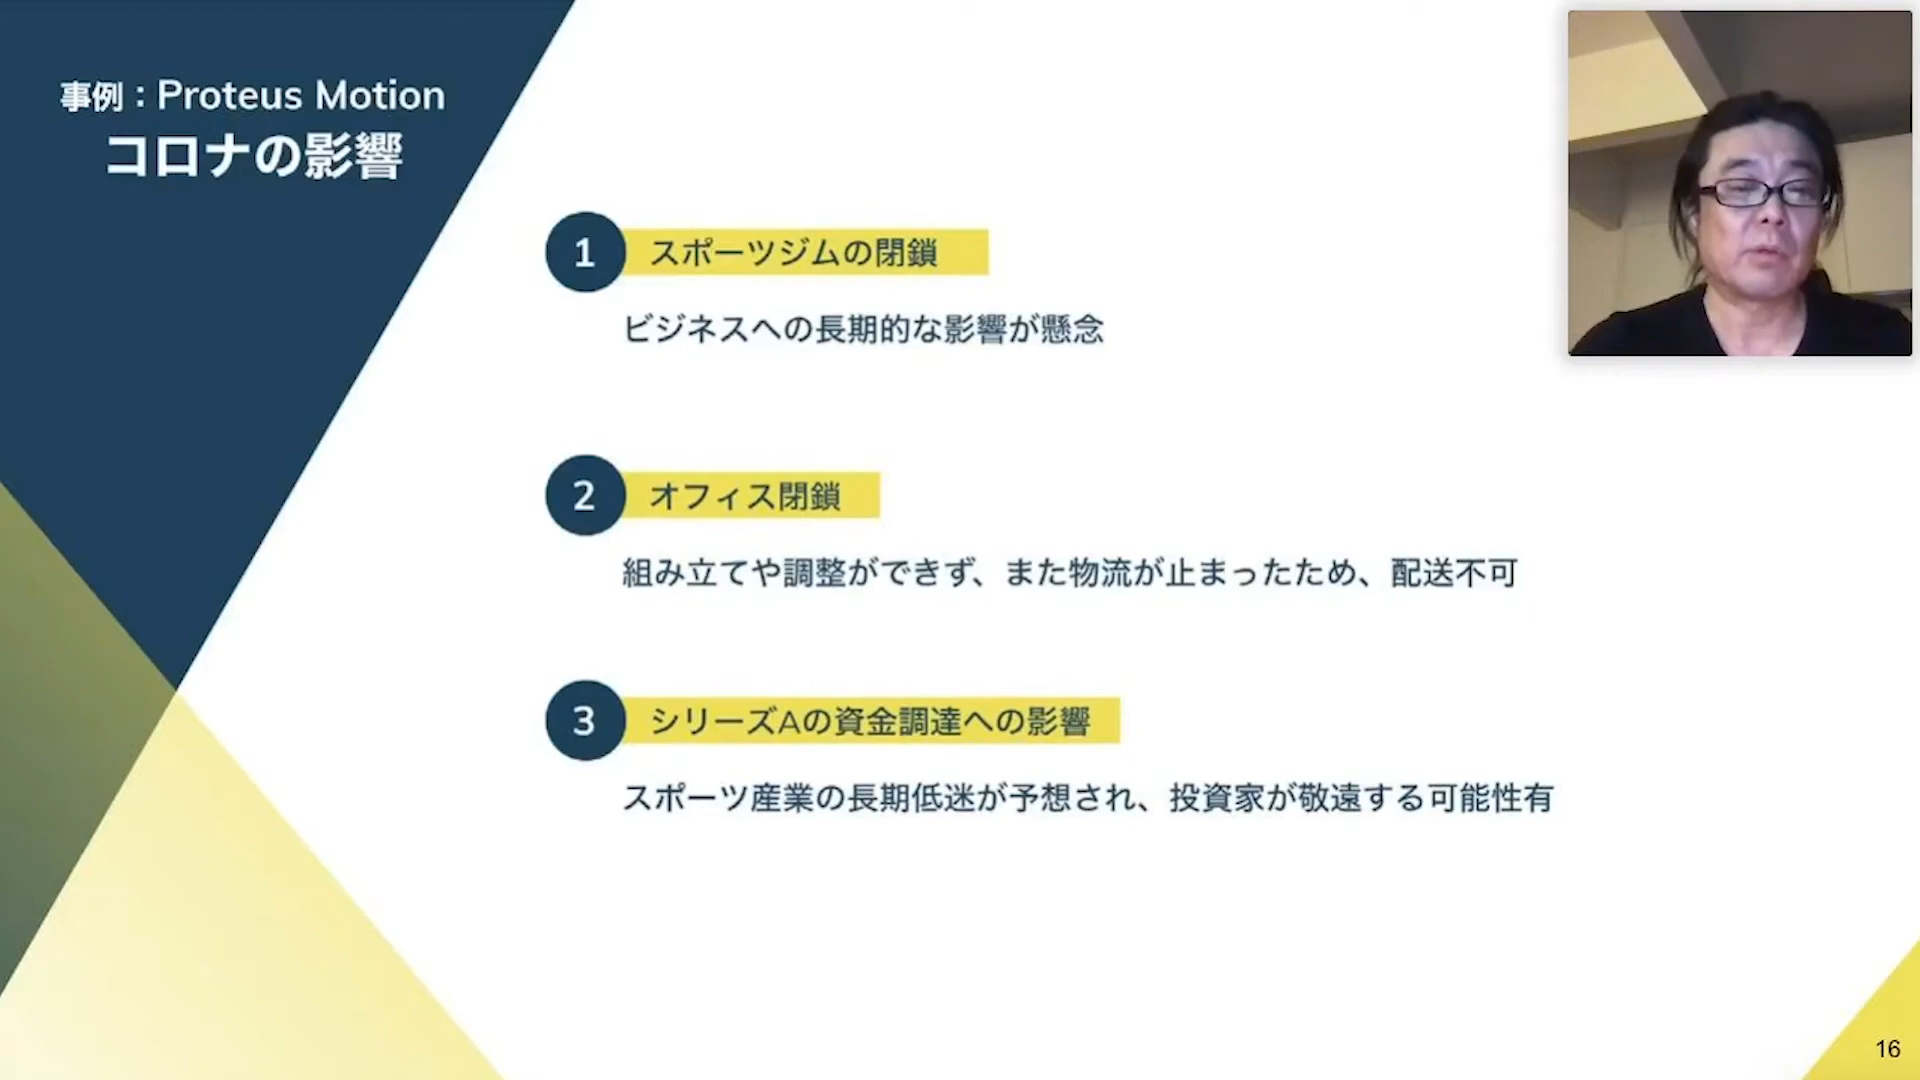 事例：Proteus Motion
コロナの影響
1 スポーツジムの閉鎖
ビジネスへの長期的な影響が懸念
2 オフィス閉鎖
組み立てや調整ができず、また物流が止まったため、配送不可
3 シリーズAの資金調達への影響
スポーツ産業の長期低迷が予想され、投資家が敬遠する可能性有
16